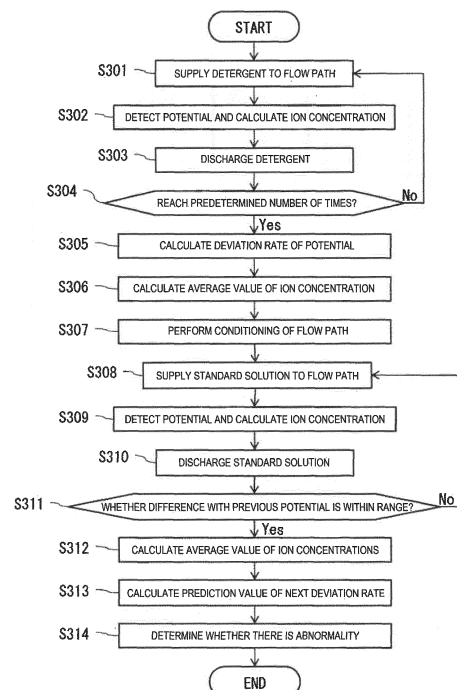 START
S301 SUPPLY DETERGENT TO FLOW PATH
S302 DETECT POTENTIAL AND CALCULATE ION CONCENTRATION
S303 DISCHARGE DETERGENT
S304 REACH PREDETERMINED NUMBER OF TIMES? No
Yes
S305 CALCULATE DEVIATION RATE OF POTENTIAL
S306 CALCULATE AVERAGE VALUE OF ION CONCENTRATION
S307 PERFORM CONDITIONING OF FLOW PATH
S308 SUPPLY STANDARD SOLUTION TO FLOW PATH
S309 DETECT POTENTIAL AND CALCULATE ION CONCENTRATION
S310 DISCHARGE STANDARD SOLUTION
S311 WHETHER DIFFERENCE WITH PREVIOUS POTENTIAL IS WITHIN RANGE? No
Yes
S312 CALCULATE AVERAGE VALUE OF ION CONCENTRATIONS
S313 CALCULATE PREDICTION VALUE OF NEXT DEVIATION RATE
S314 DETERMINE WHETHER THERE IS ABNORMALITY
END